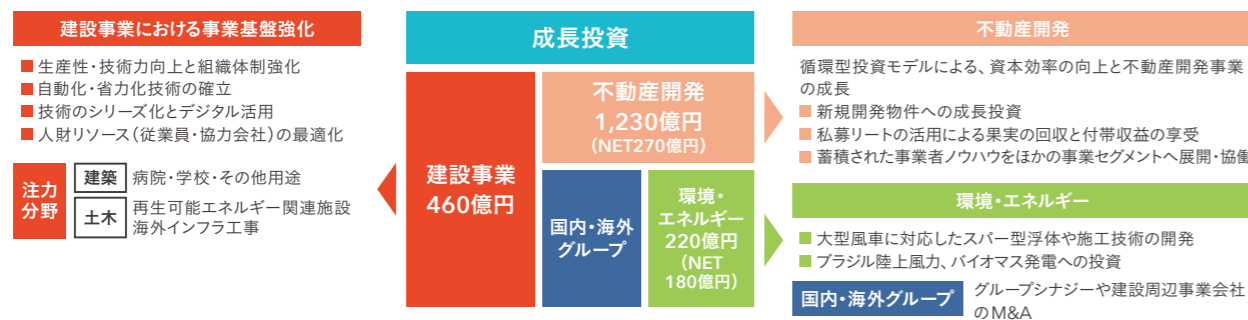 建設事業における事業基盤強化
■ 生産性・技術力向上と組織体制強化
■ 自動化・省力化技術の確立
■ 技術のシリーズ化とデジタル活用
■ 人財リソース（従業員・協力会社）の最適化
注力
分野
建築 病院・学校・その他用途
土木 再生可能エネルギー関連施設
海外インフラ工事
成長投資
建設事業
460億円
不動産開発
1,230億円
（NET270億円）
国内・海外
グループ
環境・
エネルギー
220億円
（NET
180億円）
不動産開発
循環型投資モデルによる、資本効率の向上と不動産開発事業
の成長
■ 新規開発物件への成長投資
■ 私募リートの活用による果実の回収と付帯収益の享受
■ 蓄積された事業者ノウハウをほかの事業セグメントへ展開・協働
環境・エネルギー
■ 大型風車に対応したスパー型浮体や施工技術の開発
■ ブラジル陸上風力、バイオマス発電への投資
国内・海外グループ
グループシナジーや建設周辺事業会社
のM&A